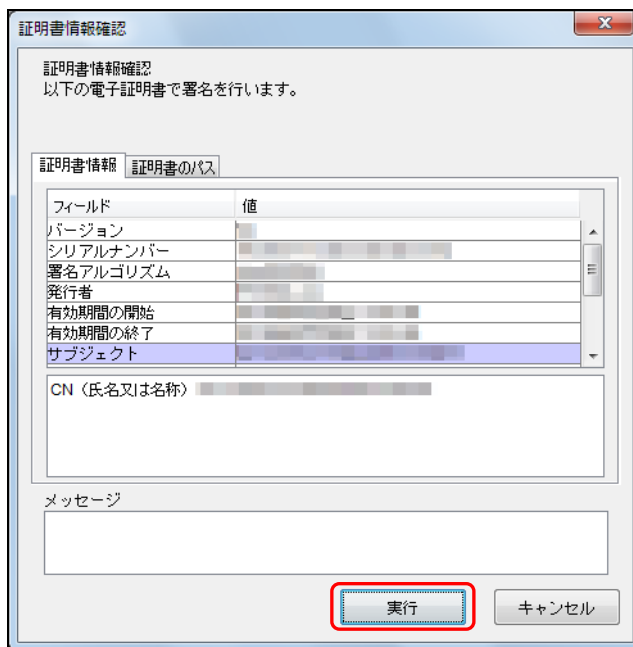 証明書情報確認
証明書情報確認
以下の電子証明書で署名を行います。
証明書情報 証明書のパス
フィールド 値
バージョン
シリアルナンバー
署名アルゴリズム
発行者
有効期間の開始
有効期間の終了
サブジェクト
CN（氏名又は名称）
メッセージ
実行 キャンセル